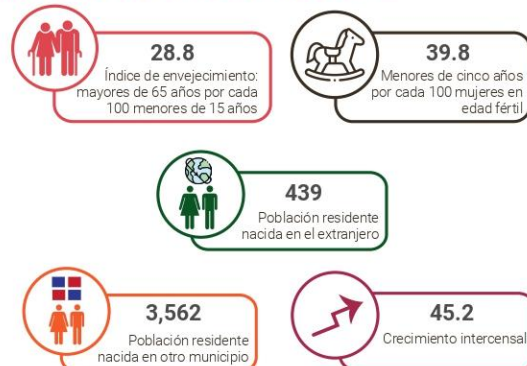 28.8
Índice de envejecimiento:
mayores de 65 años por cada
100 menores de 15 años
39.8
Menores de cinco años
por cada 100 mujeres en
edad fértil
439
Población residente
nacida en el extranjero
3,562
Población residente
nacida en otro municipio
45.2
Crecimiento intercensal